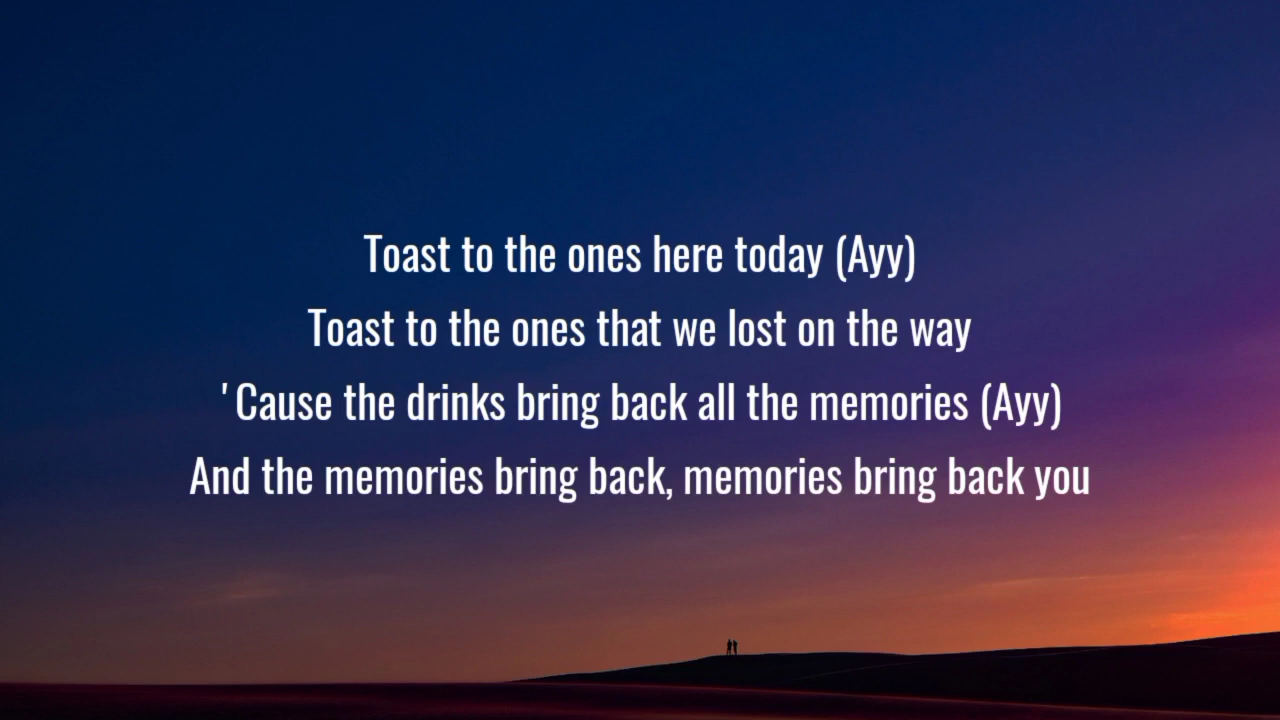 Toast to the ones here today (Ayy)
Toast to the ones that we lost on the way
'Cause the drinks bring back all the memories (Ayy)
And the memories bring back, memories bring back you